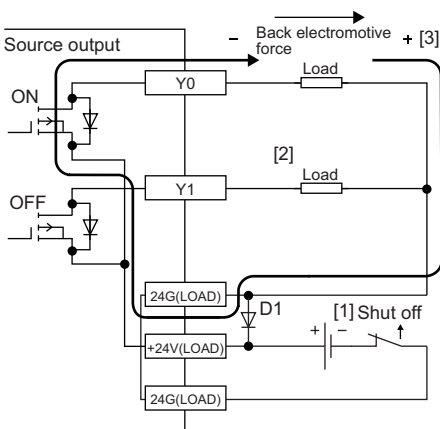 Source output
- Back electromotive force + [3]
Y0
Load
ON
[2]
Load
Y1
OFF
24G(LOAD)
D1
[1] Shut off
+ -
+24V(LOAD)
24G(LOAD)